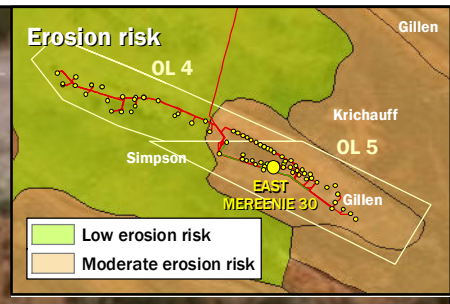 Erosion risk
Gillen
OL 4
Krichauff
OL 5
Simpson
EAST
MEREENIE 30
Gillen
Low erosion risk
Moderate erosion risk